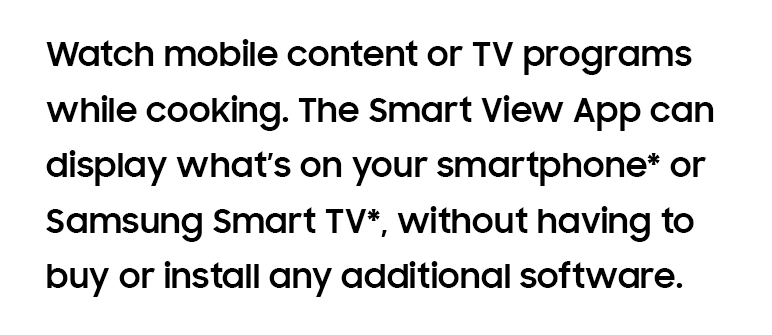 Watch mobile content or TV programs
while cooking. The Smart View App can
display what’s on your smartphone* or
Samsung Smart TV*, without having to
buy or install any additional software.